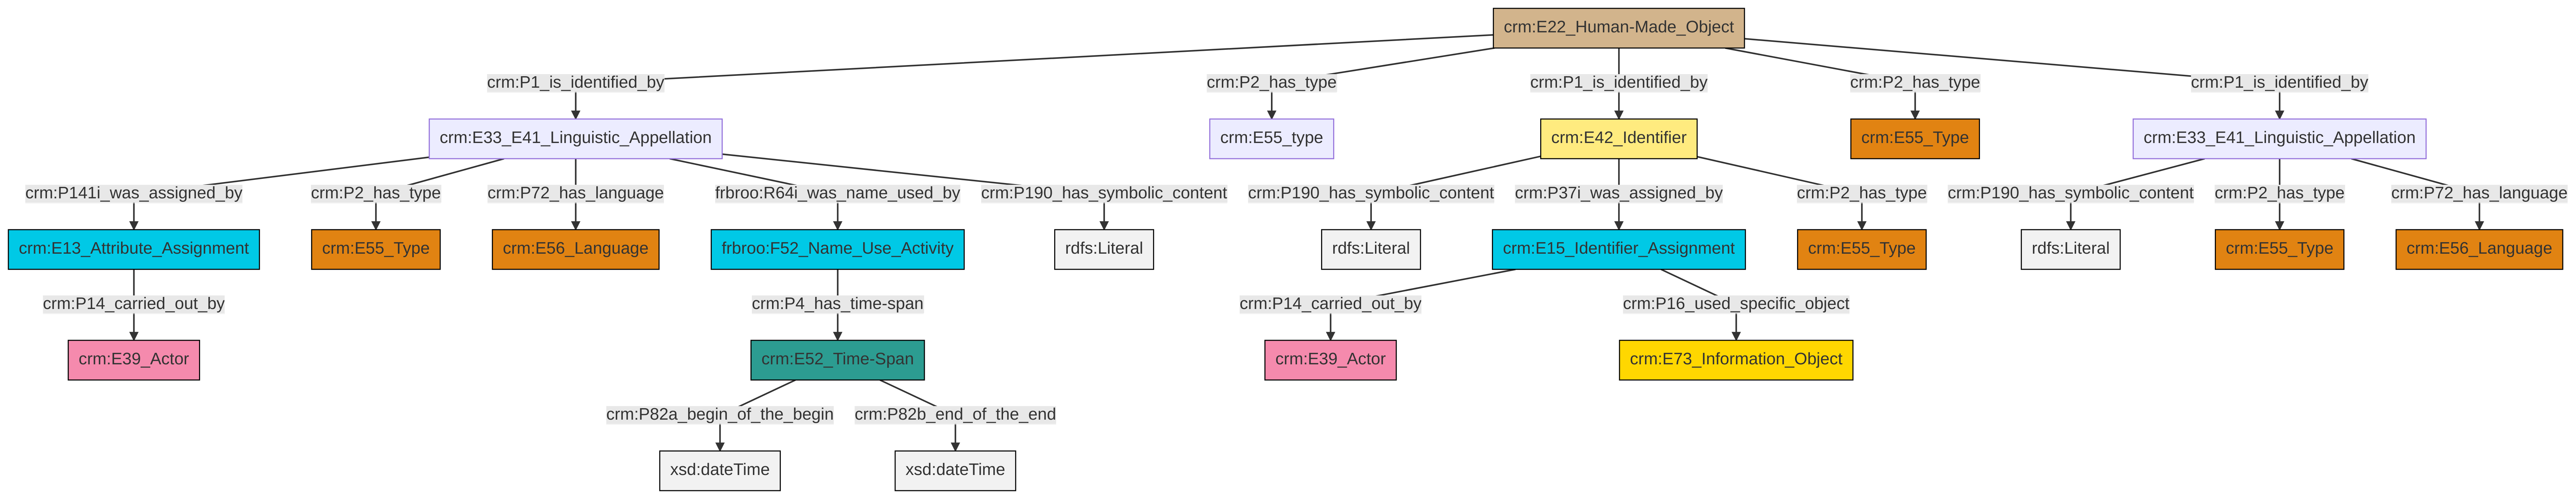 crm:E22_Human-Made_Object
crm:P1_is_identified_by
crm:P2_has_type
crm:P1_is_identified_by
crm:P2_has_type
crm:P1_is_identified_by
crm:E33_E41_Linguistic_Appellation
crm:E55_type
crm:E42_Identifier
crm:E55_Type
crm:E33_E41_Linguistic_Appellation
crm:P141i_was_assigned_by
crm:P2_has_type
crm:P72_has_language
frbroo:R64i_was_name_used_by
crm:P190_has_symbolic_content
crm:P190_has_symbolic_content
crm:P37i_was_assigned_by
crm:P2_has_type
crm:P190_has_symbolic_content
crm:P2_has_type
crm:P72_has_language
crm:E13_Attribute_Assignment
crm:E55_Type
crm:E56_Language
frbroo:F52_Name_Use_Activity
rdfs:Literal
rdfs:Literal
crm:E15_Identifier_Assignment
crm:E55_Type
rdfs:Literal
crm:E55_Type
crm:E56_Language
crm:P14_carried_out_by
crm:P4_has_time-span
crm:P14_carried_out_by
crm:P16_used_specific_object
crm:E39_Actor
crm:E52_Time-Span
crm:E39_Actor
crm:E73_Information_Object
crm:P82a_begin_of_the_begin
crm:P82b_end_of_the_end
xsd:dateTime
xsd:dateTime